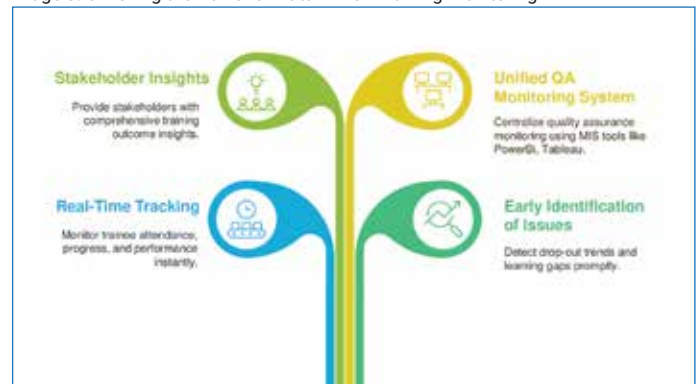 Stakeholder Insights
Provide stakeholders with
comprehensive training
outcome insights.
Unified QA
Monitoring System
Centralize quality assurance
monitoring using MIS tools like
PowerBI, Tableau.
Real-Time Tracking
Monitor trainee attendance,
progress, and performance
instantly.
Early Identification
of Issues
Detect drop-out trends and
learning gaps promptly.